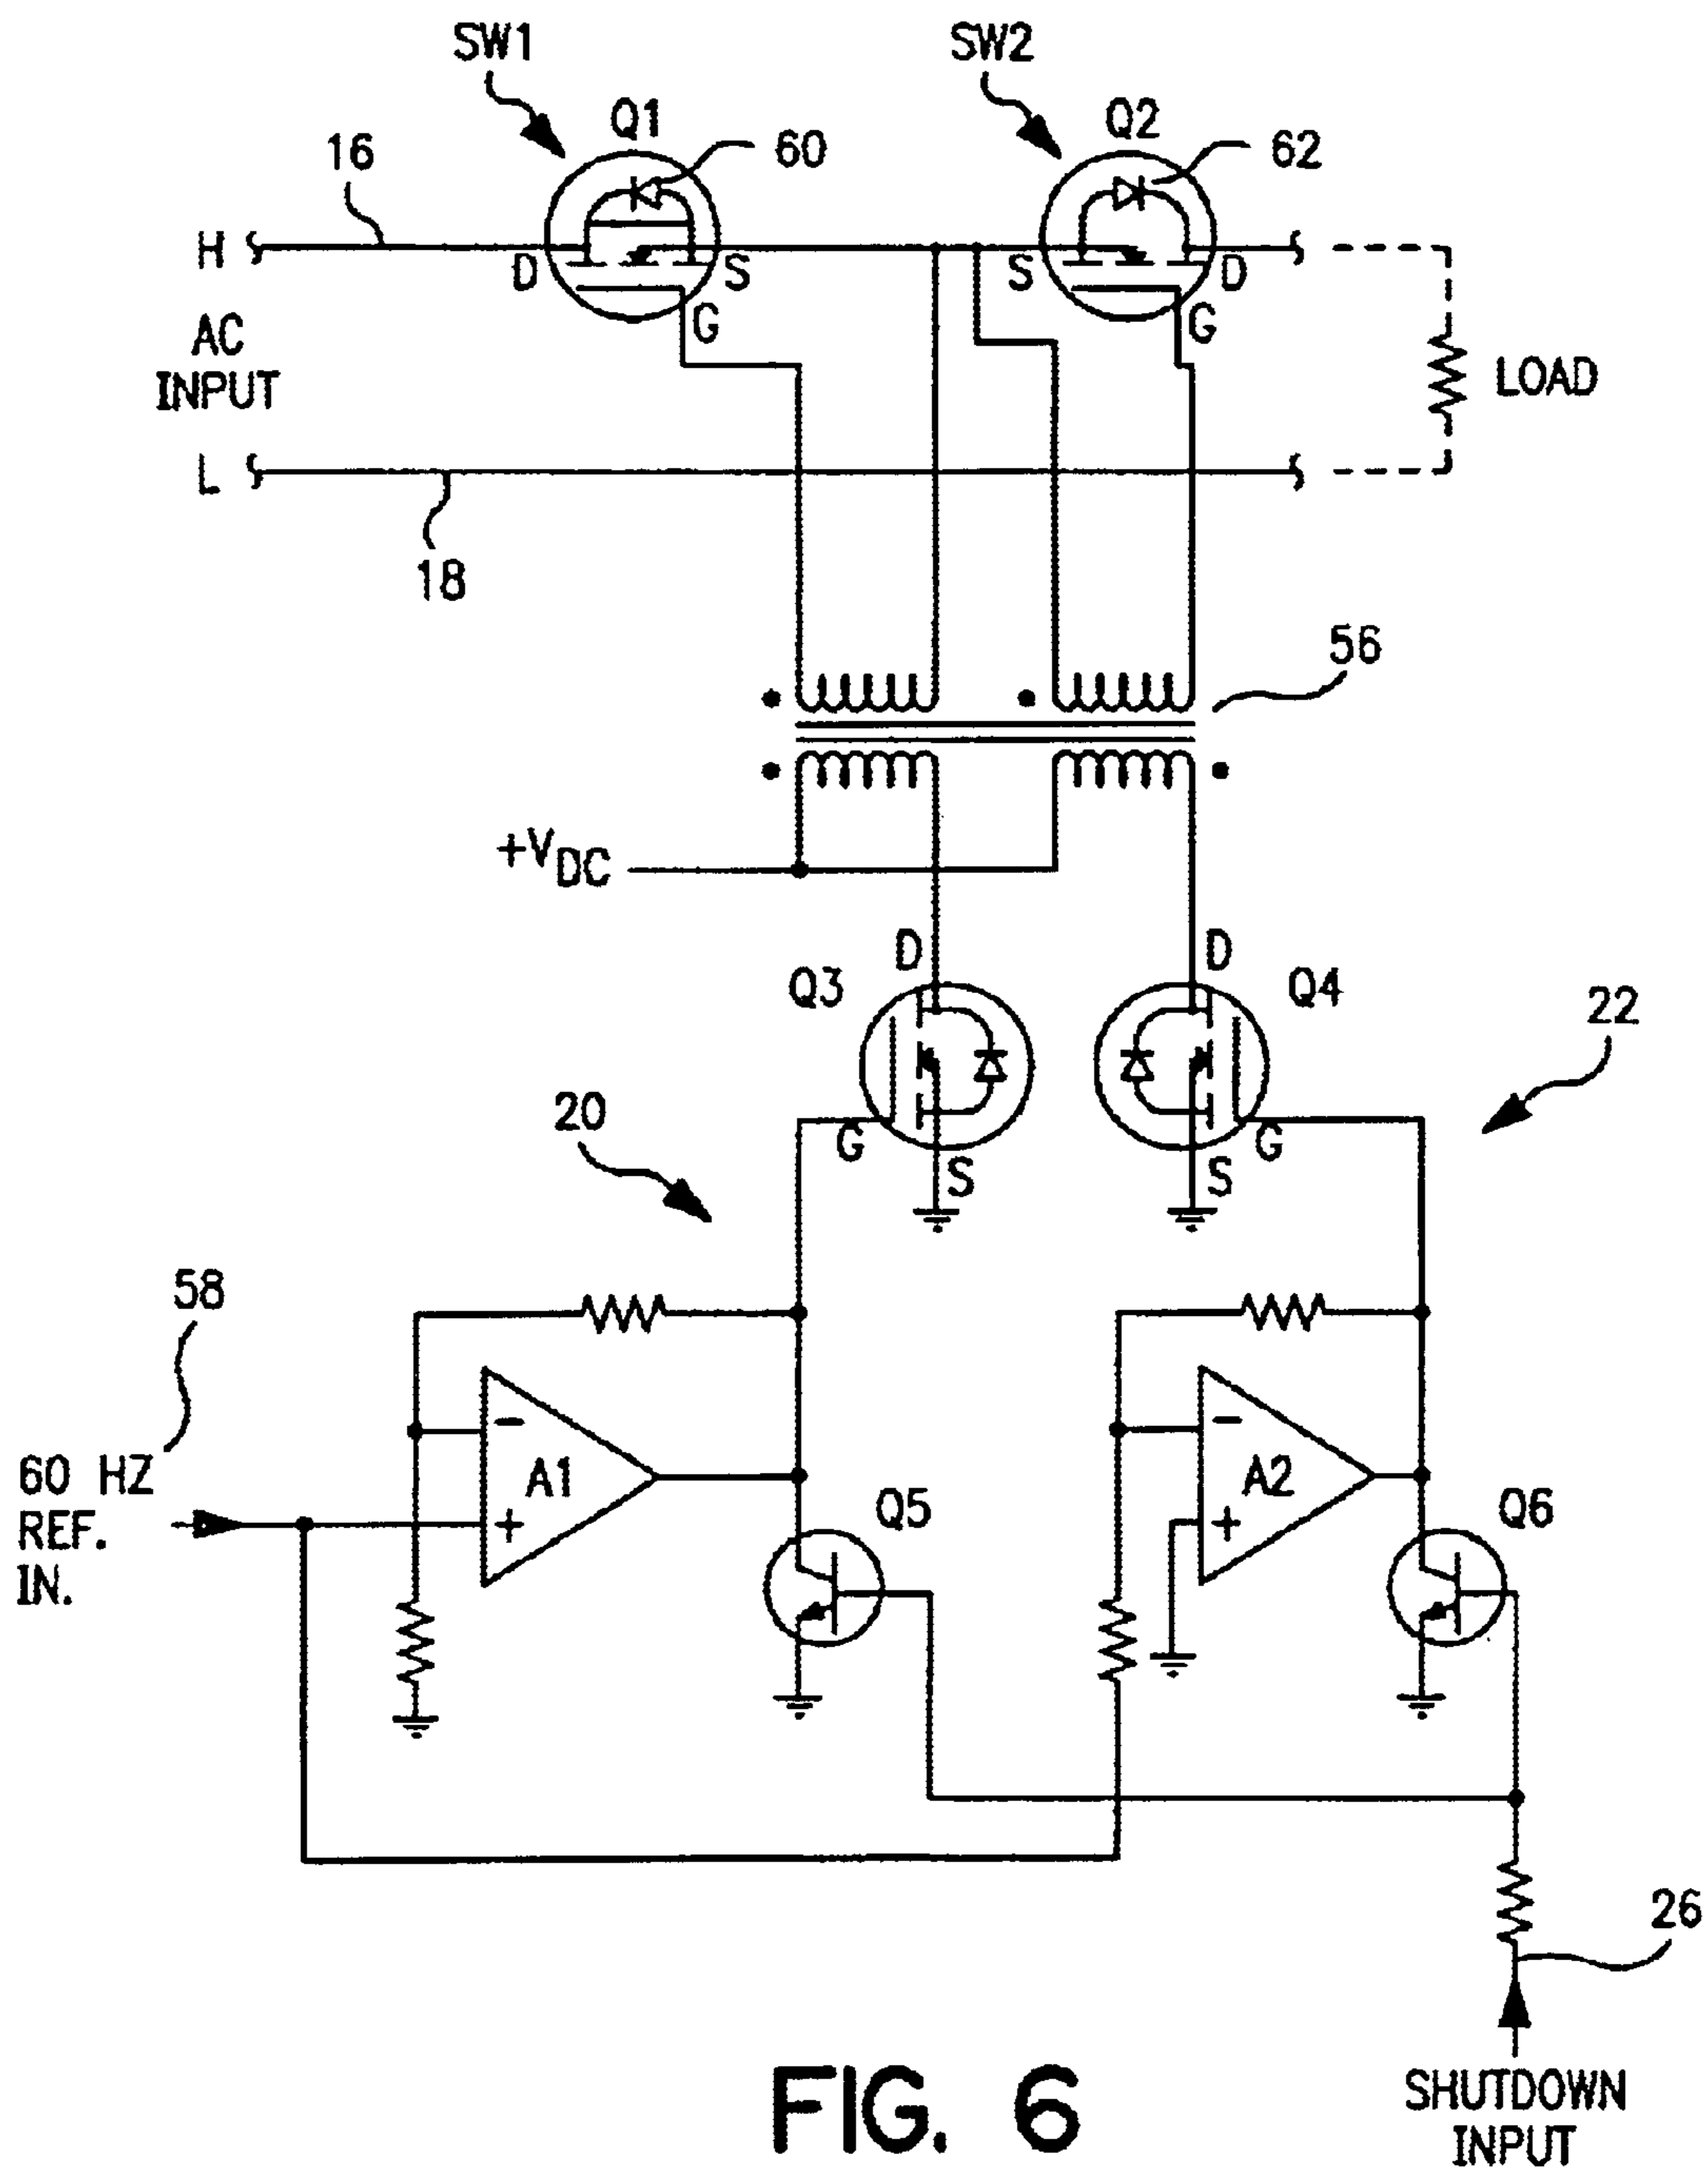 SW1
SW2
Q1
Q2
60
62
16
H
D
S
S
D
G
G
AC
INPUT
LOAD
L
18
56
+VDC
D
D
Q3
Q4
22
20
G
S
S
G
58
60 HZ
REF.
IN.
-
A1
+
Q5
-
A2
+
Q6
26
SHUTDOWN
INPUT
FIG. 6